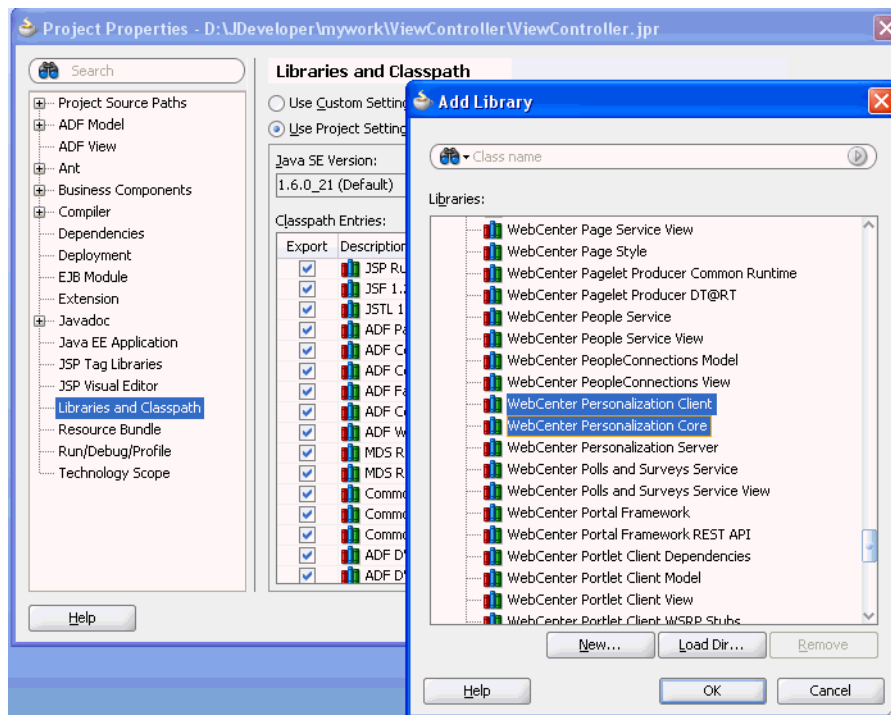 Project Properties - D:\JDeveloper\mywork\ViewController\ViewController.jpr
Search
Project Source Paths
ADF Model
ADF View
Ant
Business Components
Compiler
Dependencies
Deployment
EJB Module
Extension
Javadoc
Java EE Application
JSP Tag Libraries
JSP Visual Editor
Libraries and Classpath
Resource Bundle
Run/Debug/Profile
Technology Scope
Help
Libraries and Classpath
Use Custom Setting
Use Project Setting
Java SE Version:
1.6.0_21 (Default)
Classpath Entries:
Export Description
JSP Ru
JSF 1.2
JSTL 1
ADF Pa
ADF Co
ADF Co
ADF Fa
ADF Co
ADF W
MDS R
MDS R
Commo
Commo
Commo
ADF D
ADF D
Add Library
Class name
Libraries:
WebCenter Page Service View
WebCenter Page Style
WebCenter Pagelet Producer Common Runtime
WebCenter Pagelet Producer DT@RT
WebCenter People Service
WebCenter People Service View
WebCenter PeopleConnections Model
WebCenter PeopleConnections View
WebCenter Personalization Client
WebCenter Personalization Core
WebCenter Personalization Server
WebCenter Polls and Surveys Service
WebCenter Polls and Surveys Service View
WebCenter Portal Framework
WebCenter Portal Framework REST API
WebCenter Portlet Client Dependencies
WebCenter Portlet Client Model
WebCenter Portlet Client View
WebCenter Portlet Client WSRP Stubs
New... Load Dir... Remove
Help OK Cancel